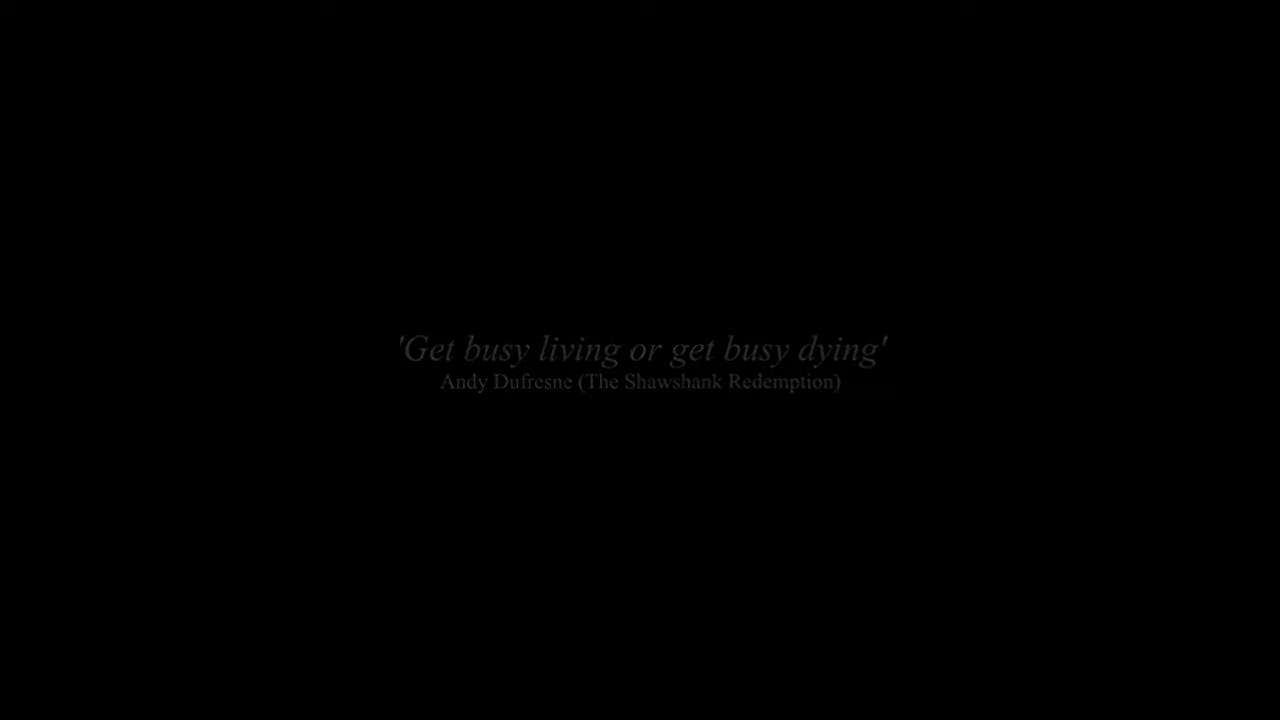 'Get busy living or get busy dying'
Andy Dufresne (The Shawshank Redemption)